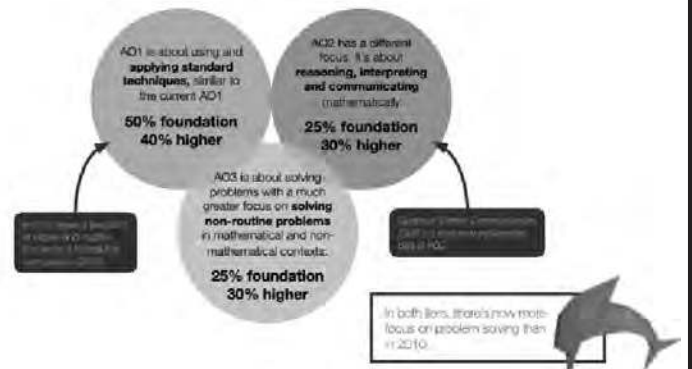 AO1 is about using and
applying standard
techniques, similar to
the current AO1
50% foundation
40% higher
AO2 has a different
focus. It's about
reasoning, interpreting
and communicating
mathematically
25% foundation
30% higher
AO3 is about solving
problems with a much
greater focus on solving
non-routine problems
in mathematical and non-
mathematical contexts.
25% foundation
30% higher
In both tiers, there's now more
focus on problem solving than
in 2010.